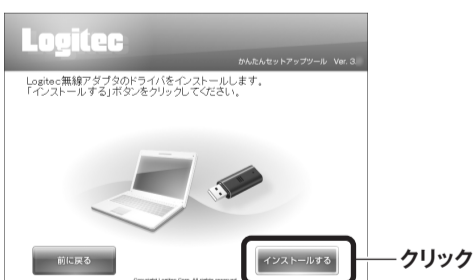 Logitec
かんたんセットアップツール Ver. 3.
Logitec無線アダプタのドライバをインストールします。
「インストールする」ボタンをクリックしてください。
前に戻る
インストールする
クリック